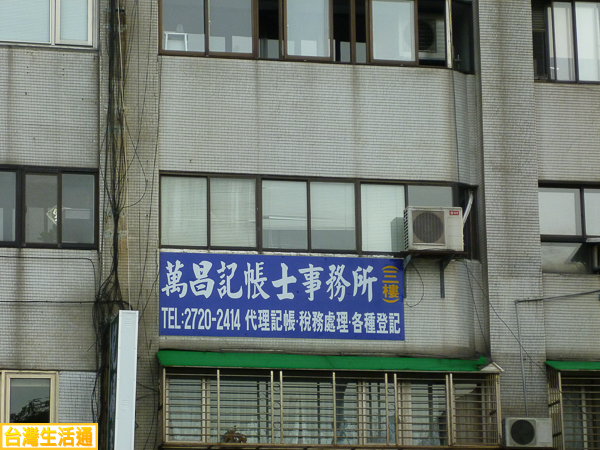 萬昌記帳士事務所(三樓)
TEL:2720-2414 代理記帳·稅務處理·各種登記
台灣生活通